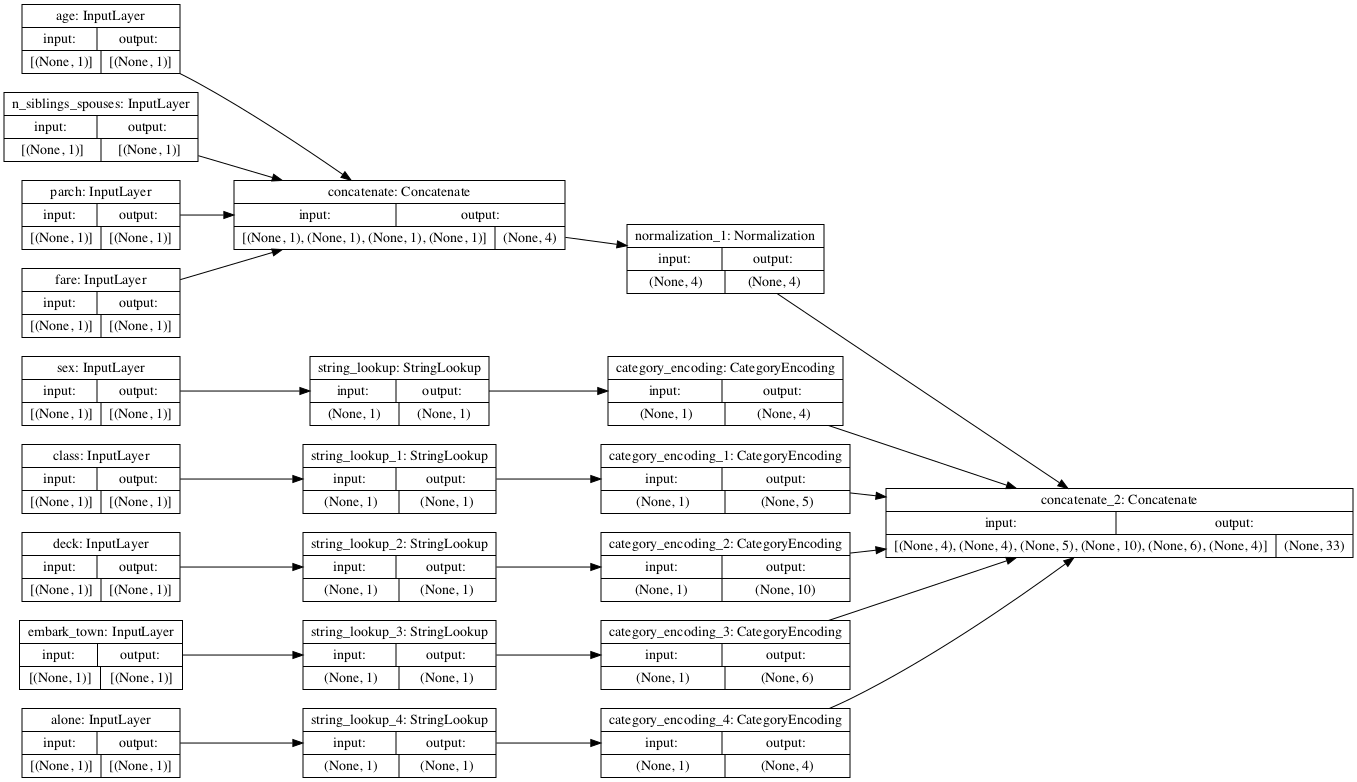 age: InputLayer
input: output:
[(None, 1)] [(None, 1)]
n_siblings_spouses: InputLayer
input: output:
[(None, 1)] [(None, 1)]
parch: InputLayer
input: output:
[(None, 1)] [(None, 1)]
fare: InputLayer
input: output:
[(None, 1)] [(None, 1)]
concatenate: Concatenate
input: output:
[(None, 1), (None, 1), (None, 1), (None, 1)] (None, 4)
normalization_1: Normalization
input: output:
(None, 4) (None, 4)
sex: InputLayer
input: output:
[(None, 1)] [(None, 1)]
string_lookup: StringLookup
input: output:
(None, 1) (None, 1)
category_encoding: CategoryEncoding
input: output:
(None, 1) (None, 4)
class: InputLayer
input: output:
[(None, 1)] [(None, 1)]
string_lookup_1: StringLookup
input: output:
(None, 1) (None, 1)
category_encoding_1: CategoryEncoding
input: output:
(None, 1) (None, 5)
deck: InputLayer
input: output:
[(None, 1)] [(None, 1)]
string_lookup_2: StringLookup
input: output:
(None, 1) (None, 1)
category_encoding_2: CategoryEncoding
input: output:
(None, 1) (None, 10)
embark_town: InputLayer
input: output:
[(None, 1)] [(None, 1)]
string_lookup_3: StringLookup
input: output:
(None, 1) (None, 1)
category_encoding_3: CategoryEncoding
input: output:
(None, 1) (None, 6)
alone: InputLayer
input: output:
[(None, 1)] [(None, 1)]
string_lookup_4: StringLookup
input: output:
(None, 1) (None, 1)
category_encoding_4: CategoryEncoding
input: output:
(None, 1) (None, 4)
concatenate_2: Concatenate
input: output:
[(None, 4), (None, 4), (None, 5), (None, 10), (None, 6), (None, 4)] (None, 33)